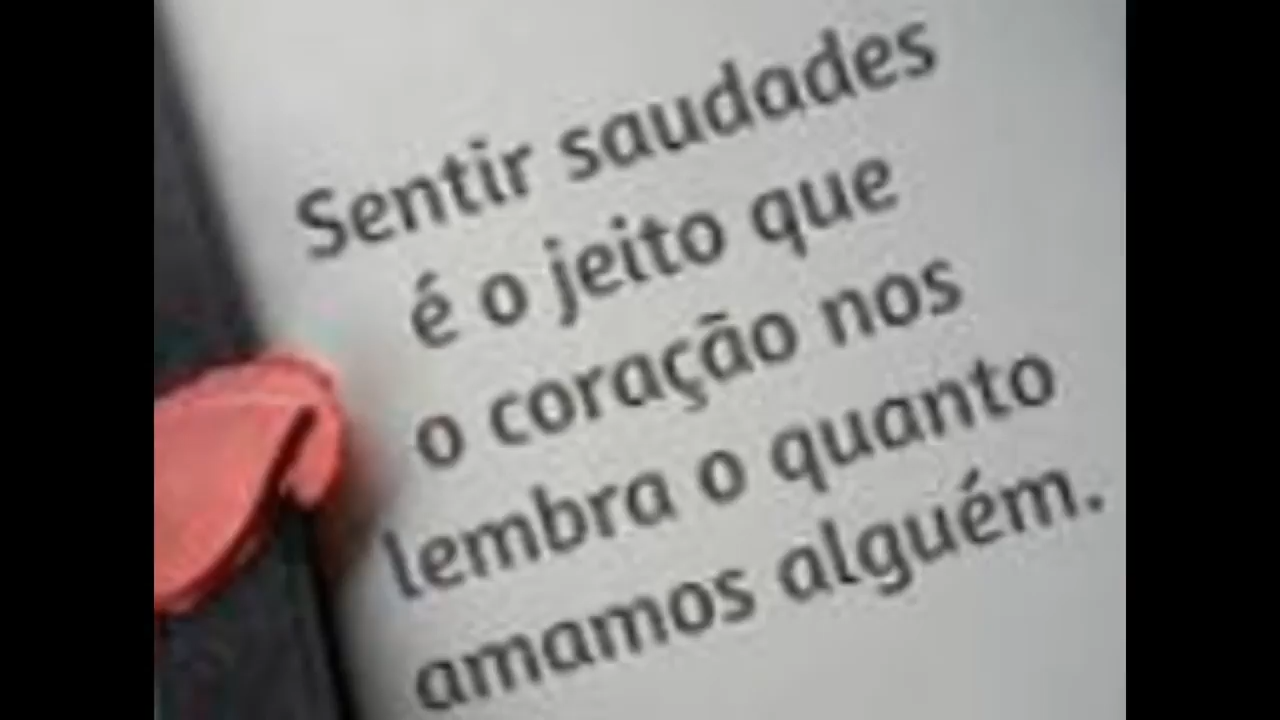 Sentir saudades
é o jeito que
o coração nos
lembra o quanto
amamos alguém.